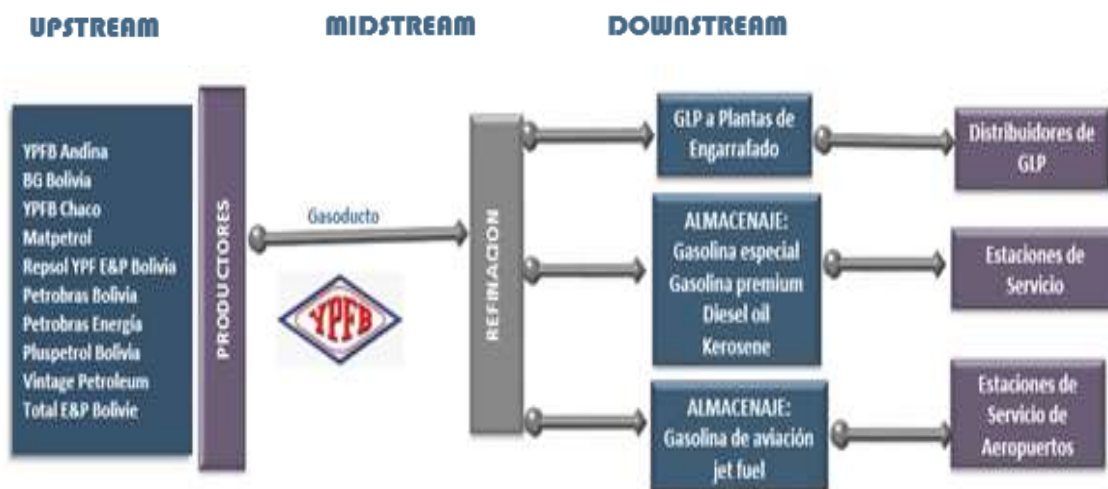 UPSTREAM
MIDSTREAM
DOWNSTREAM
YPFB Andina
BG Bolivia
YPFB Chaco
Matpetrol
Repsol YPF E&P Bolivia
Petrobras Bolivia
Petrobras Energía
Pluspetrol Bolivia
Vintage Petroleum
Total E&P Bolivie
PRODUCTORES
Gasoducto
YPFB
REFINACION
GLP a Plantas de
Engarrafado
ALMACENAJE:
Gasolina especial
Gasolina premium
Diesel oil
Kerosene
ALMACENAJE:
Gasolina de aviación
jet fuel
Distribuidores de
GLP
Estaciones de
Servicio
Estaciones de
Servicio de
Aeropuertos